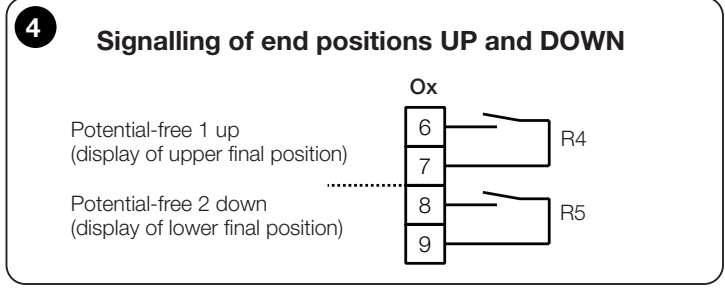 4
Signalling of end positions UP and DOWN
Ox
Potential-free 1 up
(display of upper final position)
6
7
R4
Potential-free 2 down
(display of lower final position)
8
9
R5